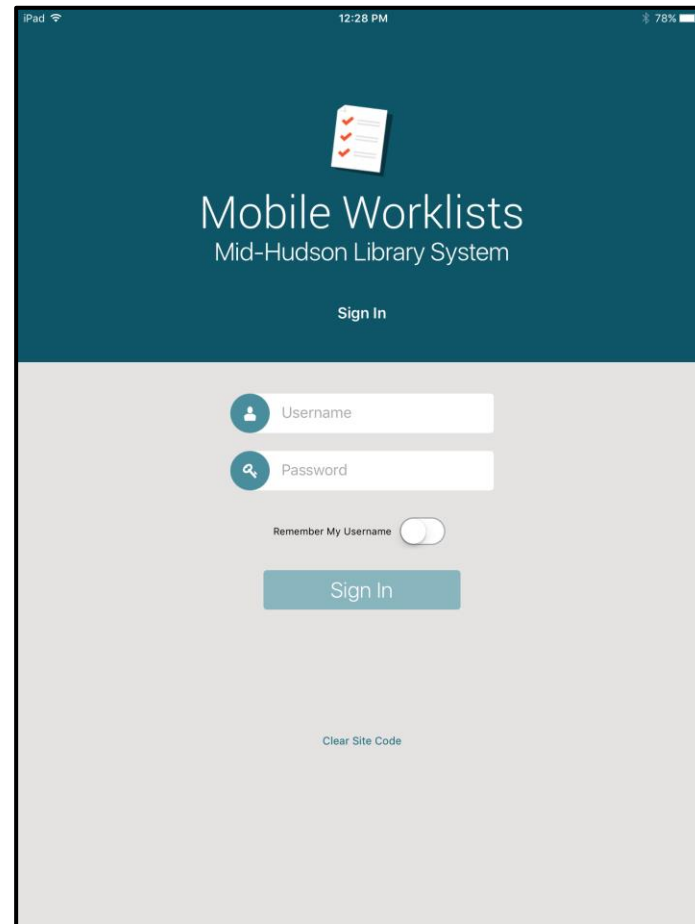 iPad 12:28 PM 78%
Mobile Worklists
Mid-Hudson Library System
Sign In
Username
Password
Remember My Username
Sign In
Clear Site Code